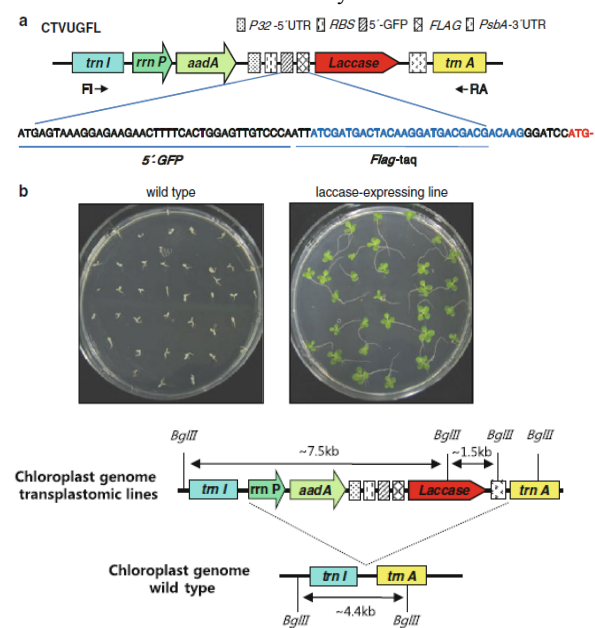 a
CTVUGFL
P32-5´UTR RBS 5´-GFP FLAG PsbA-3´UTR
trn I rrn P aadA Laccase trn A
FI→ ←RA
ATGAGTAAAGGAGAAGAACTTTTCACTGGAGTTGTCCCAATTATCGATGACTACAAGGATGACGACGACAAGGGATCCATG-
5´-GFP Flag-taq
b
wild type laccase-expressing line
BglII BglII BglII BglII
~7.5kb ~1.5kb
Chloroplast genome
transplastomic lines
trn I rrn P aadA Laccase trn A
Chloroplast genome
wild type
trn I trn A
~4.4kb
BglII BglII